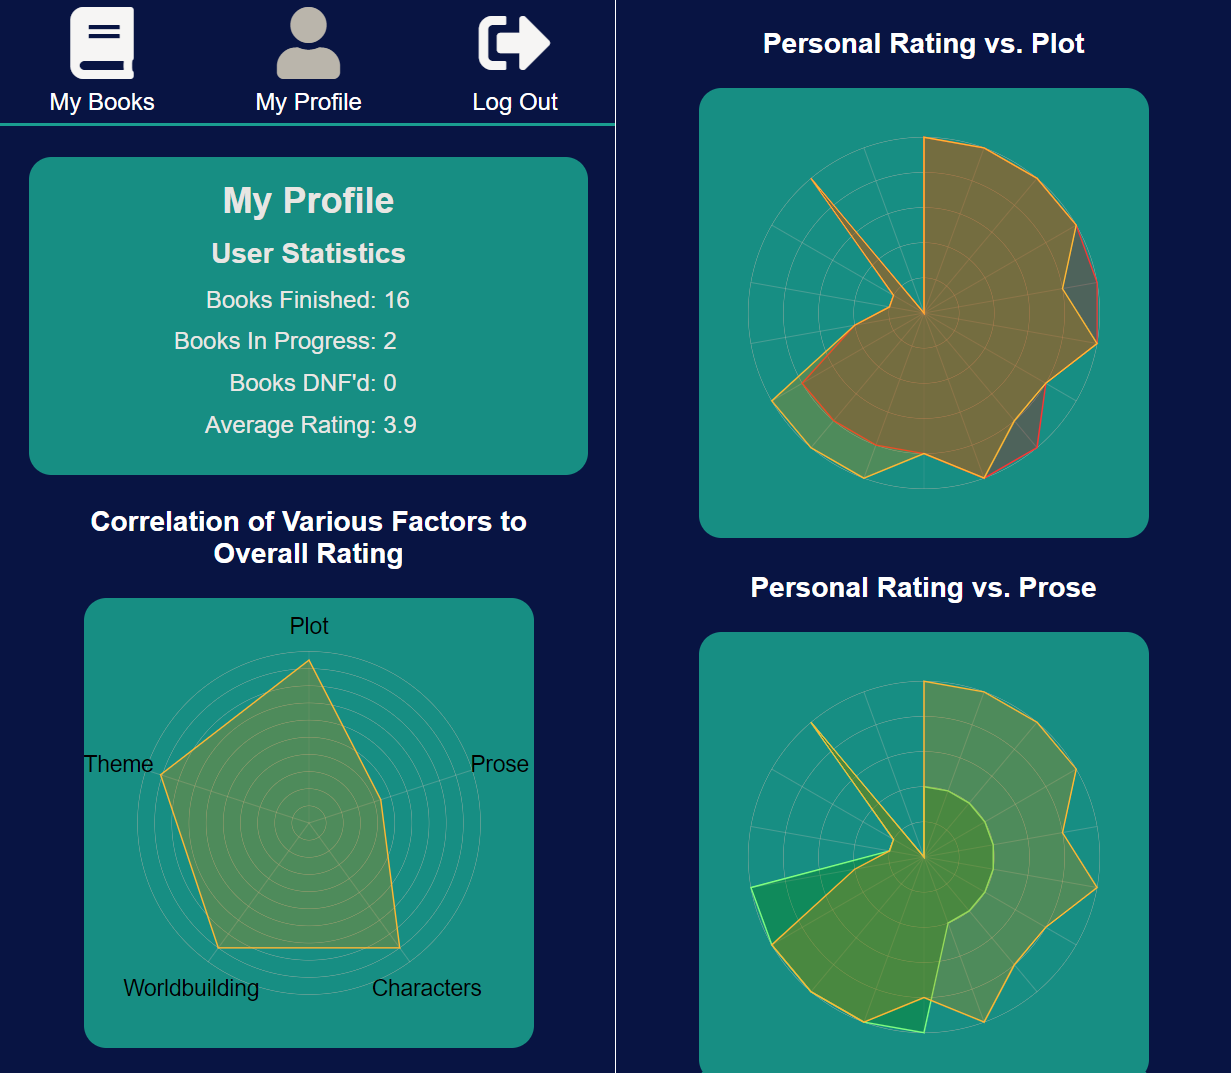 My Books
My Profile
Log Out
My Profile
User Statistics
Books Finished: 16
Books In Progress: 2
Books DNF'd: 0
Average Rating: 3.9
Correlation of Various Factors to
Overall Rating
Plot
Theme
Prose
Worldbuilding
Characters
Personal Rating vs. Plot
Personal Rating vs. Prose